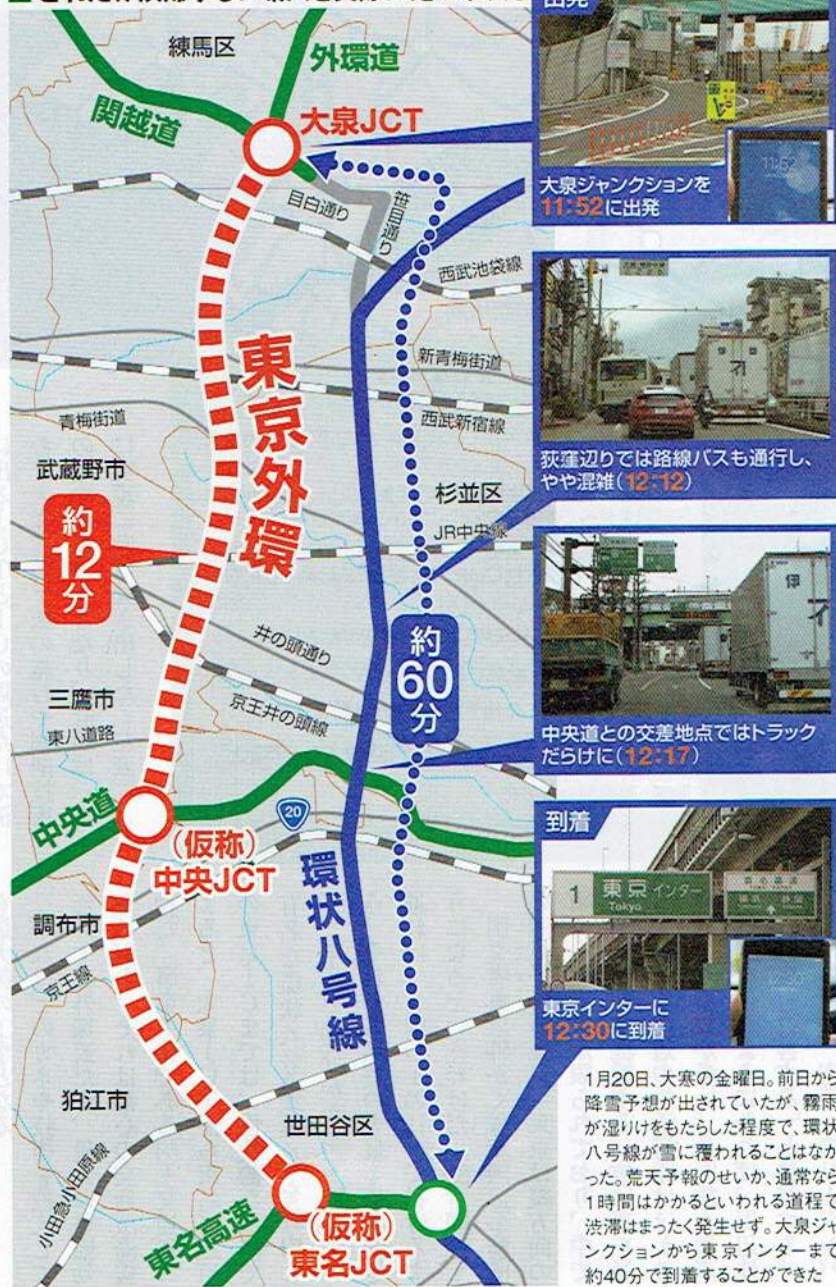 出発
練馬区
外環道
関越道
大泉JCT
目白通り
笹目通り
西武池袋線
東京外環
新青梅街道
青梅街道
西武新宿線
武蔵野市
杉並区
JR中央線
約
12
分
井の頭通り
約
60
分
三鷹市
東八道路
京王井の頭線
中央道
20
(仮称)
中央JCT
環状八号線
調布市
京王線
狛江市
世田谷区
小田急小田原線
東名高速
(仮称)
東名JCT
11:52
大泉ジャンクションを
11:52に出発
荻窪辺りでは路線バスも通行し、
やや混雑(12:12)
中央道との交差地点ではトラック
だらけに(12:17)
到着
1 東京 インター
Tokyo
東京インターに
12:30に到着
1月20日、大寒の金曜日。前日から
降雪予想が出されていたが、霧雨
が湿りけをもたらした程度で、環状
八号線が雪に覆われることはなか
った。荒天予報のせいか、通常なら
1時間はかかるといわれる道程で
渋滞はまったく発生せず。大泉ジャ
ンクションから東京インターまで
約40分で到着することができた